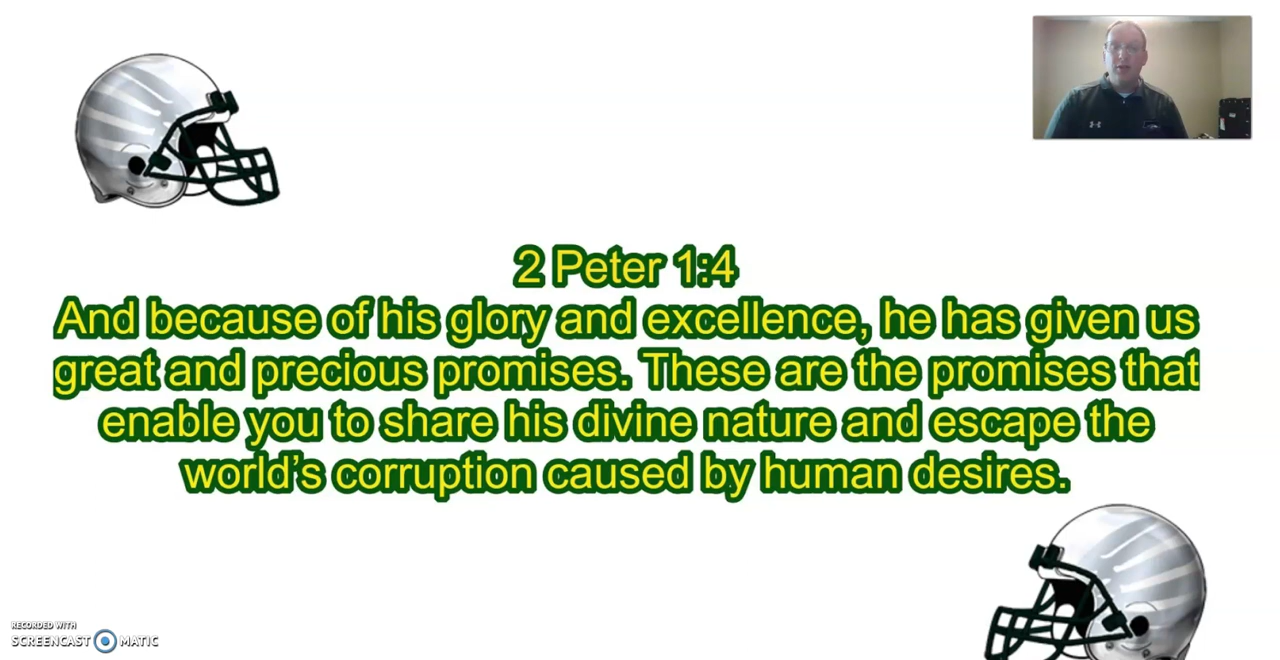 2 Peter 1:4
And because of his glory and excellence, he has given us
great and precious promises. These are the promises that
enable you to share his divine nature and escape the
world’s corruption caused by human desires.
RECORDED WITH
SCREENCAST MATIC